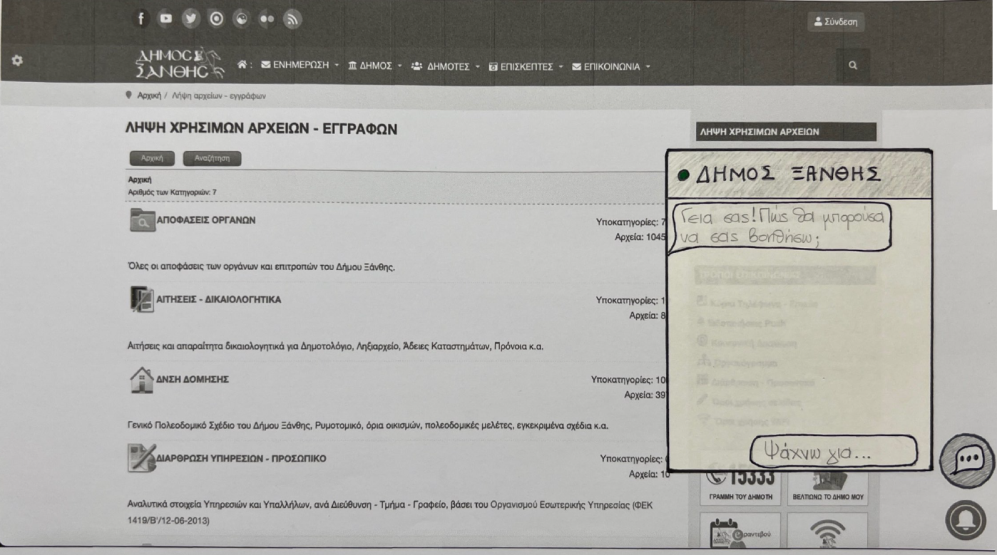 Σύνδεση
ΔΗΜΟΣ
ΞΑΝΘΗΣ
: ΕΝΗΜΕΡΩΣΗ ΔΗΜΟΣ ΔΗΜΟΤΕΣ ΕΠΙΣΚΕΠΤΕΣ ΕΠΙΚΟΙΝΩΝΙΑ
Αρχική / Λήψη αρχείων - εγγράφων
ΛΗΨΗ ΧΡΗΣΙΜΩΝ ΑΡΧΕΙΩΝ - ΕΓΓΡΑΦΩΝ
Αρχική Αναζήτηση
Αρχική
Αριθμός των Κατηγοριών: 7
ΑΠΟΦΑΣΕΙΣ ΟΡΓΑΝΩΝ
Υποκατηγορίες: 7
Αρχεία: 1045
Όλες οι αποφάσεις των οργάνων και επιτροπών του Δήμου Ξάνθης.
ΑΙΤΗΣΕΙΣ - ΔΙΚΑΙΟΛΟΓΗΤΙΚΑ
Υποκατηγορίες: 1
Αρχεία: 8
Αιτήσεις και απαραίτητα δικαιολογητικά για Δημοτολόγιο, Ληξιαρχείο, Άδειες Καταστημάτων, Πρόνοια κ.α.
ΔΝΣΗ ΔΟΜΗΣΗΣ
Υποκατηγορίες: 10
Αρχεία: 39
Γενικό Πολεοδομικό Σχέδιο του Δήμου Ξάνθης, Ρυμοτομικό, όρια οικισμών, πολεοδομικές μελέτες, εγκεκριμένα σχέδια κ.α.
ΔΙΑΡΘΡΩΣΗ ΥΠΗΡΕΣΙΩΝ - ΠΡΟΣΩΠΙΚΟ
Υποκατηγορίες:
Αρχεία: 10
Αναλυτικά στοιχεία Υπηρεσιών και Υπαλλήλων, ανά Διεύθυνση - Τμήμα - Γραφείο, βάσει του Οργανισμού Εσωτερικής Υπηρεσίας (ΦΕΚ
1419/Β'/12-06-2013)
ΛΗΨΗ ΧΡΗΣΙΜΩΝ ΑΡΧΕΙΩΝ
ΔΗΜΟΣ ΞΑΝΘΗΣ
Γεια σας! Πώς θα μπορούσα
να σας βοηθήσω;
ΤΡΟΠΟΙ ΕΠΙΚΟΙΝΩΝΙΑΣ
Ψάχνω για...
15333
ΓΡΑΜΜΗ ΤΟΥ ΔΗΜΟΤΗ
ΒΕΛΤΙΩΝΩ ΤΟ ΔΗΜΟ ΜΟΥ